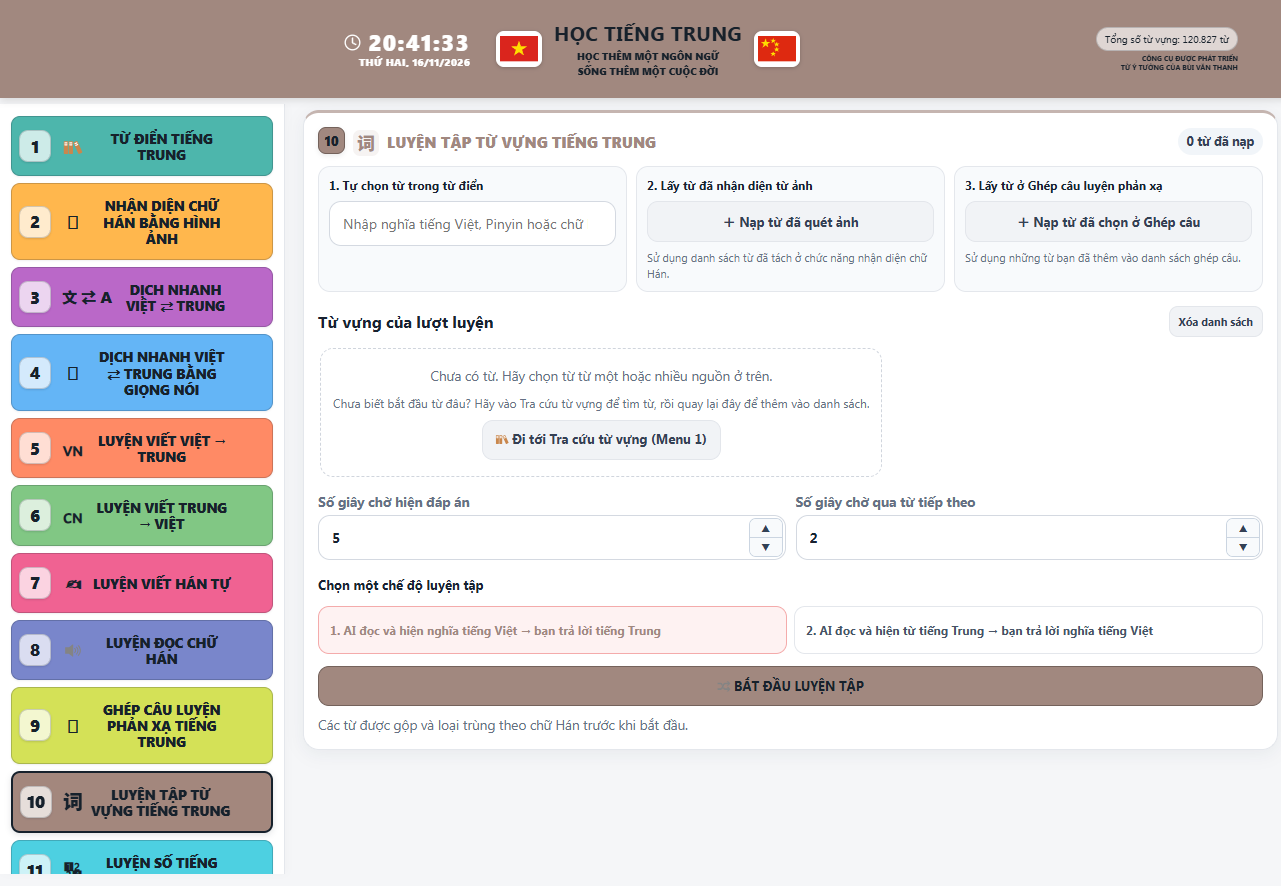 20:41:33
THỨ HAI, 16/11/2026
HỌC TIẾNG TRUNG
HỌC THÊM MỘT NGÔN NGỮ
SỐNG THÊM MỘT CUỘC ĐỜI
Tổng số từ vựng: 120.827 từ
CÔNG CỤ ĐƯỢC PHÁT TRIỂN
TỪ Ý TƯỞNG CỦA BÙI VĂN THANH
1
TỪ ĐIỂN TIẾNG
TRUNG
2
NHẬN DIỆN CHỮ
HÁN BẰNG HÌNH
ẢNH
3
文 ⇄ A
DỊCH NHANH
VIỆT ⇄ TRUNG
4
DỊCH NHANH VIỆT
⇄ TRUNG BẰNG
GIỌNG NÓI
5
VN
LUYỆN VIẾT VIỆT →
TRUNG
6
CN
LUYỆN VIẾT TRUNG
→ VIỆT
7
LUYỆN VIẾT HÁN TỰ
8
LUYỆN ĐỌC CHỮ
HÁN
9
GHÉP CÂU LUYỆN
PHẢN XẠ TIẾNG
TRUNG
10
词
LUYỆN TẬP TỪ
VỰNG TIẾNG TRUNG
11
LUYỆN SỐ TIẾNG
10 词 LUYỆN TẬP TỪ VỰNG TIẾNG TRUNG
0 từ đã nạp
1. Tự chọn từ trong từ điển
Nhập nghĩa tiếng Việt, Pinyin hoặc chữ
2. Lấy từ đã nhận diện từ ảnh
+ Nạp từ đã quét ảnh
Sử dụng danh sách từ đã tách ở chức năng nhận diện chữ
Hán.
3. Lấy từ ở Ghép câu luyện phản xạ
+ Nạp từ đã chọn ở Ghép câu
Sử dụng những từ bạn đã thêm vào danh sách ghép câu.
Từ vựng của lượt luyện
Xóa danh sách
Chưa có từ. Hãy chọn từ từ một hoặc nhiều nguồn ở trên.
Chưa biết bắt đầu từ đâu? Hãy vào Tra cứu từ vựng để tìm từ, rồi quay lại đây để thêm vào danh sách.
Đi tới Tra cứu từ vựng (Menu 1)
Số giây chờ hiện đáp án
5
Số giây chờ qua từ tiếp theo
2
Chọn một chế độ luyện tập
1. AI đọc và hiện nghĩa tiếng Việt → bạn trả lời tiếng Trung
2. AI đọc và hiện từ tiếng Trung → bạn trả lời nghĩa tiếng Việt
BẮT ĐẦU LUYỆN TẬP
Các từ được gộp và loại trùng theo chữ Hán trước khi bắt đầu.